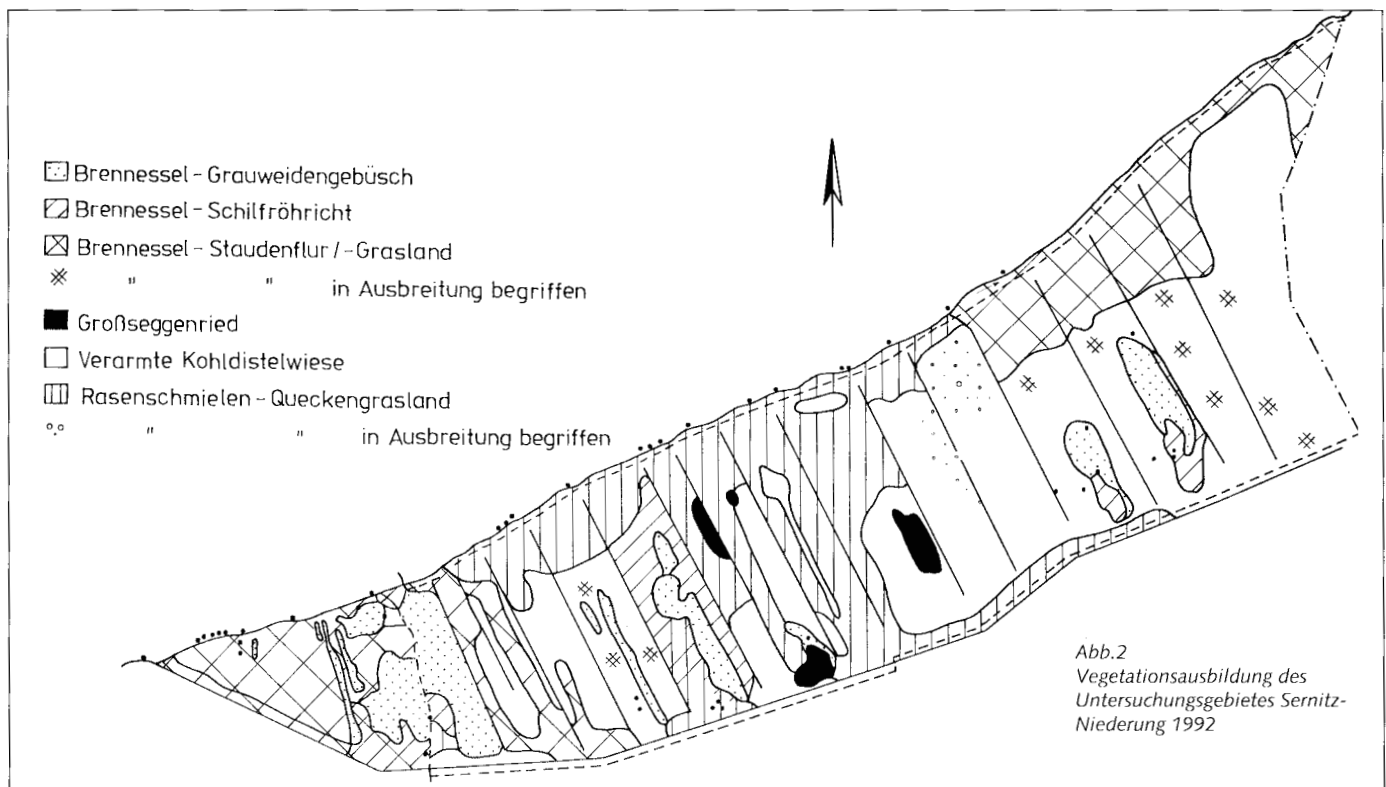 Brennessel - Grauweidengebüsch
Brennessel - Schilfröhricht
Brennessel - Staudenflur / - Grasland
" " in Ausbreitung begriffen
Großseggenried
Verarmte Kohldistelwiese
Rasenschmielen - Queckengrasland
" " in Ausbreitung begriffen
Abb.2
Vegetationsausbildung des
Untersuchungsgebietes Sernitz-
Niederung 1992